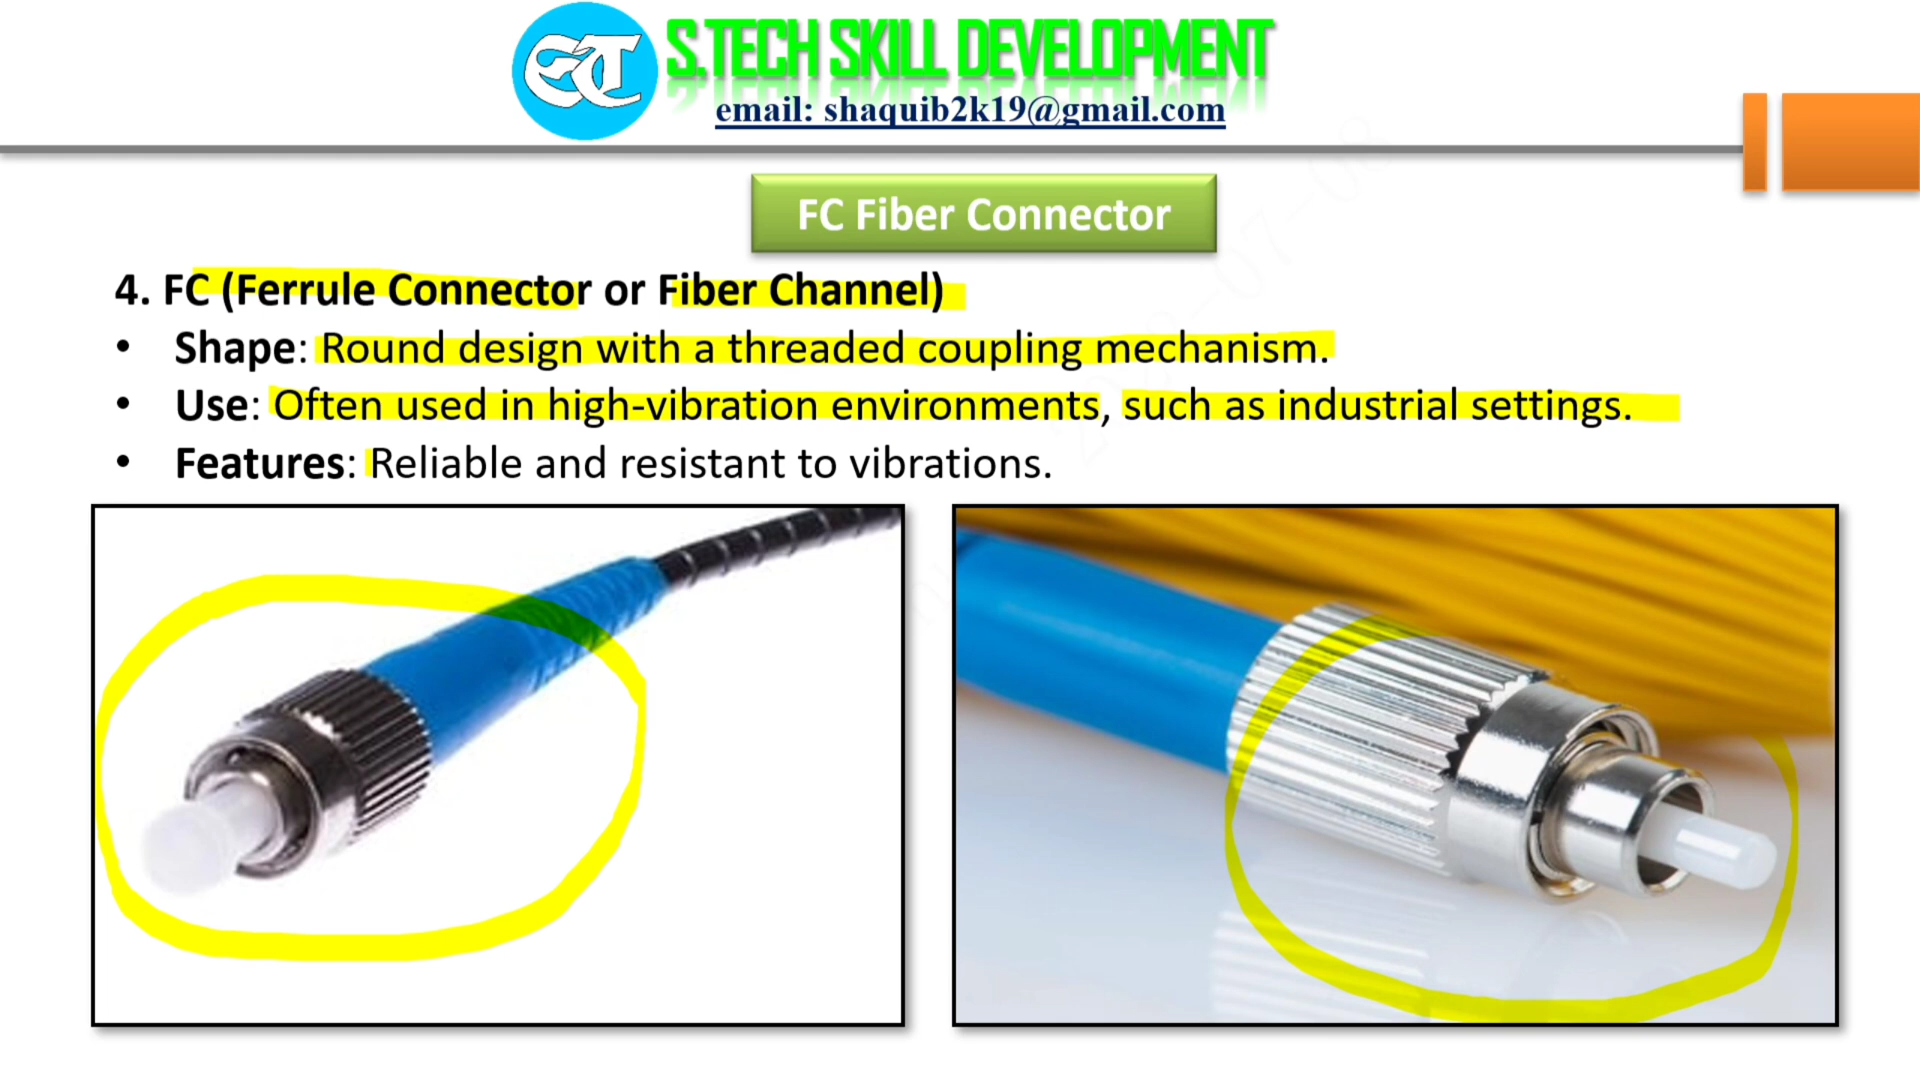 S.TECH SKILL DEVELOPMENT
email: shaquib2k19@gmail.com
FC Fiber Connector
4. FC (Ferrule Connector or Fiber Channel)
• Shape: Round design with a threaded coupling mechanism.
• Use: Often used in high-vibration environments, such as industrial settings.
• Features: Reliable and resistant to vibrations.